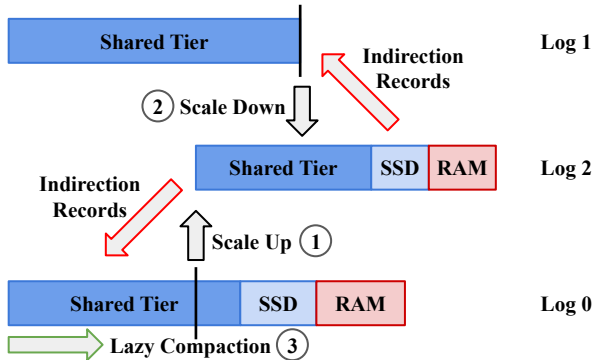 Shared Tier
Log 1
Indirection
Records
2 Scale Down
Shared Tier SSD RAM
Log 2
Indirection
Records
Scale Up 1
Shared Tier SSD RAM
Log 0
Lazy Compaction 3